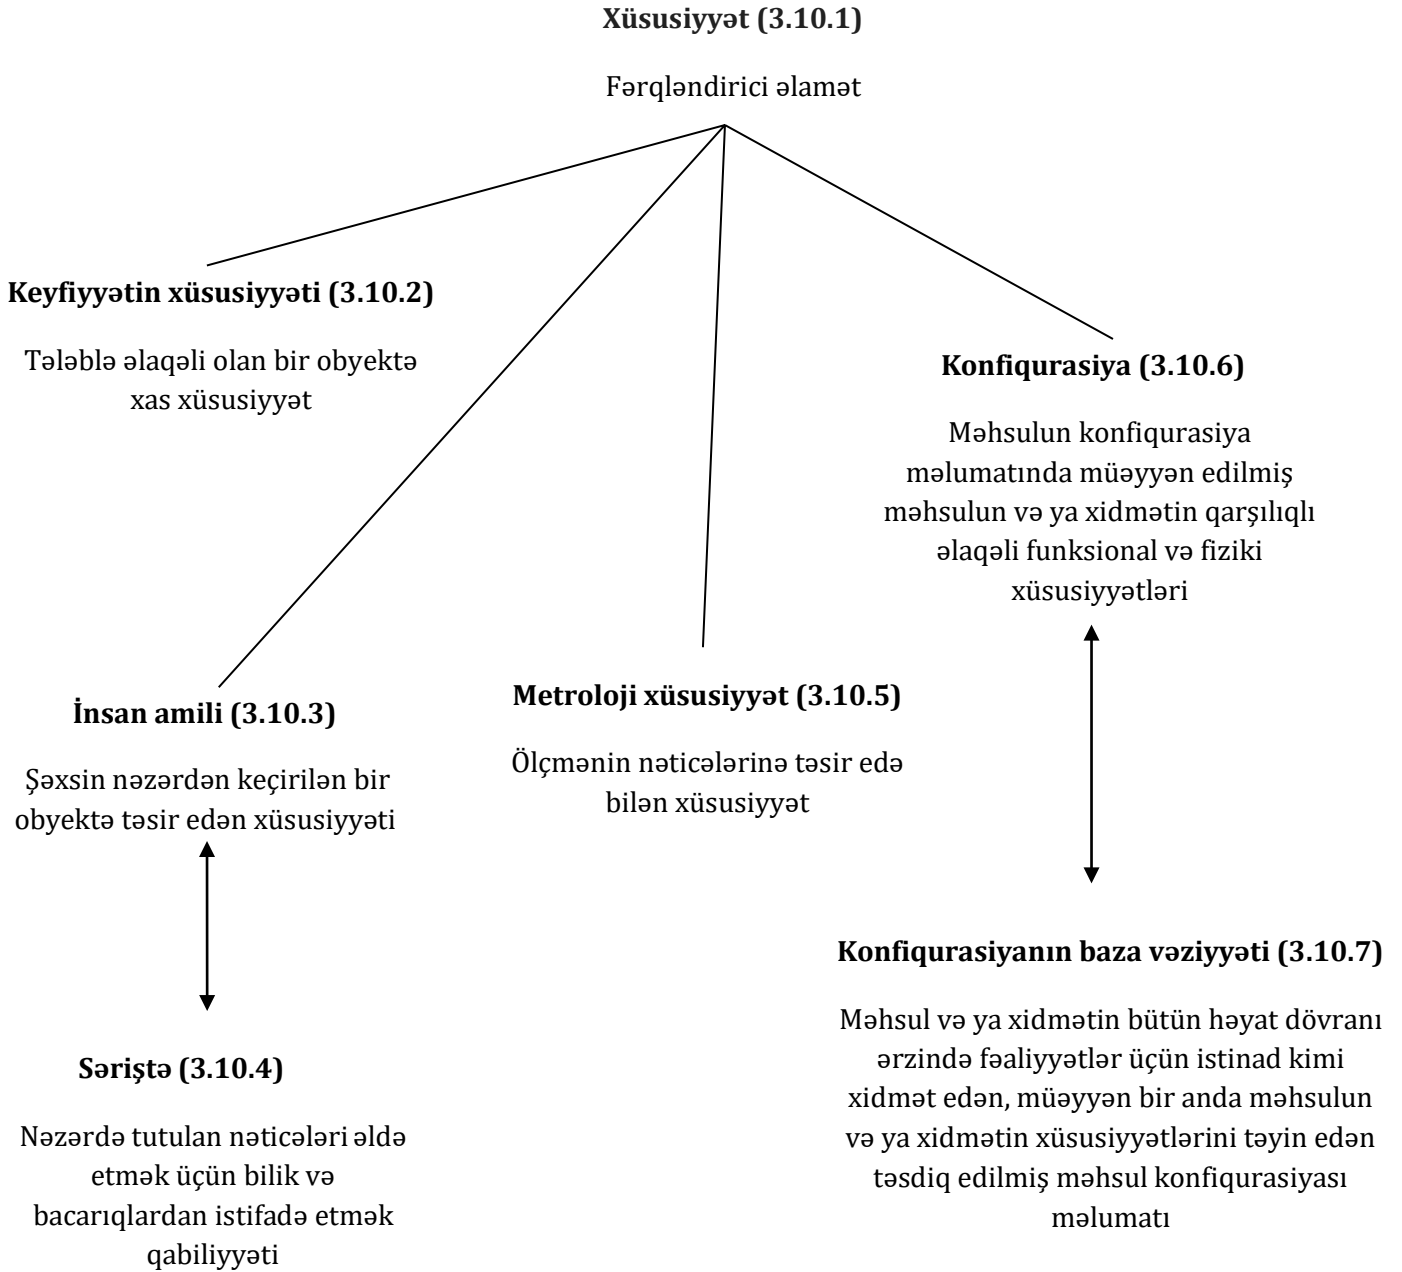 Xüsusiyyət (3.10.1)
Fərqləndirici əlamət
Keyfiyyətin xüsusiyyəti (3.10.2)
Tələblə əlaqəli olan bir obyektə
xas xüsusiyyət
Konfiqurasiya (3.10.6)
Məhsulun konfiqurasiya
məlumatında müəyyən edilmiş
məhsulun və ya xidmətin qarşılıqlı
əlaqəli funksional və fiziki
xüsusiyyətləri
İnsan amili (3.10.3)
Şəxsin nəzərdən keçirilən bir
obyektə təsir edən xüsusiyyəti
Metroloji xüsusiyyət (3.10.5)
Ölçmənin nəticələrinə təsir edə
bilən xüsusiyyət
Səriştə (3.10.4)
Nəzərdə tutulan nəticələri əldə
etmək üçün bilik və
bacarıqlardan istifadə etmək
qabiliyyəti
Konfiqurasiyanın baza vəziyyəti (3.10.7)
Məhsul və ya xidmətin bütün həyat dövranı
ərzində fəaliyyətlər üçün istinad kimi
xidmət edən, müəyyən bir anda məhsulun
və ya xidmətin xüsusiyyətlərini təyin edən
təsdiq edilmiş məhsul konfiqurasiyası
məlumatı